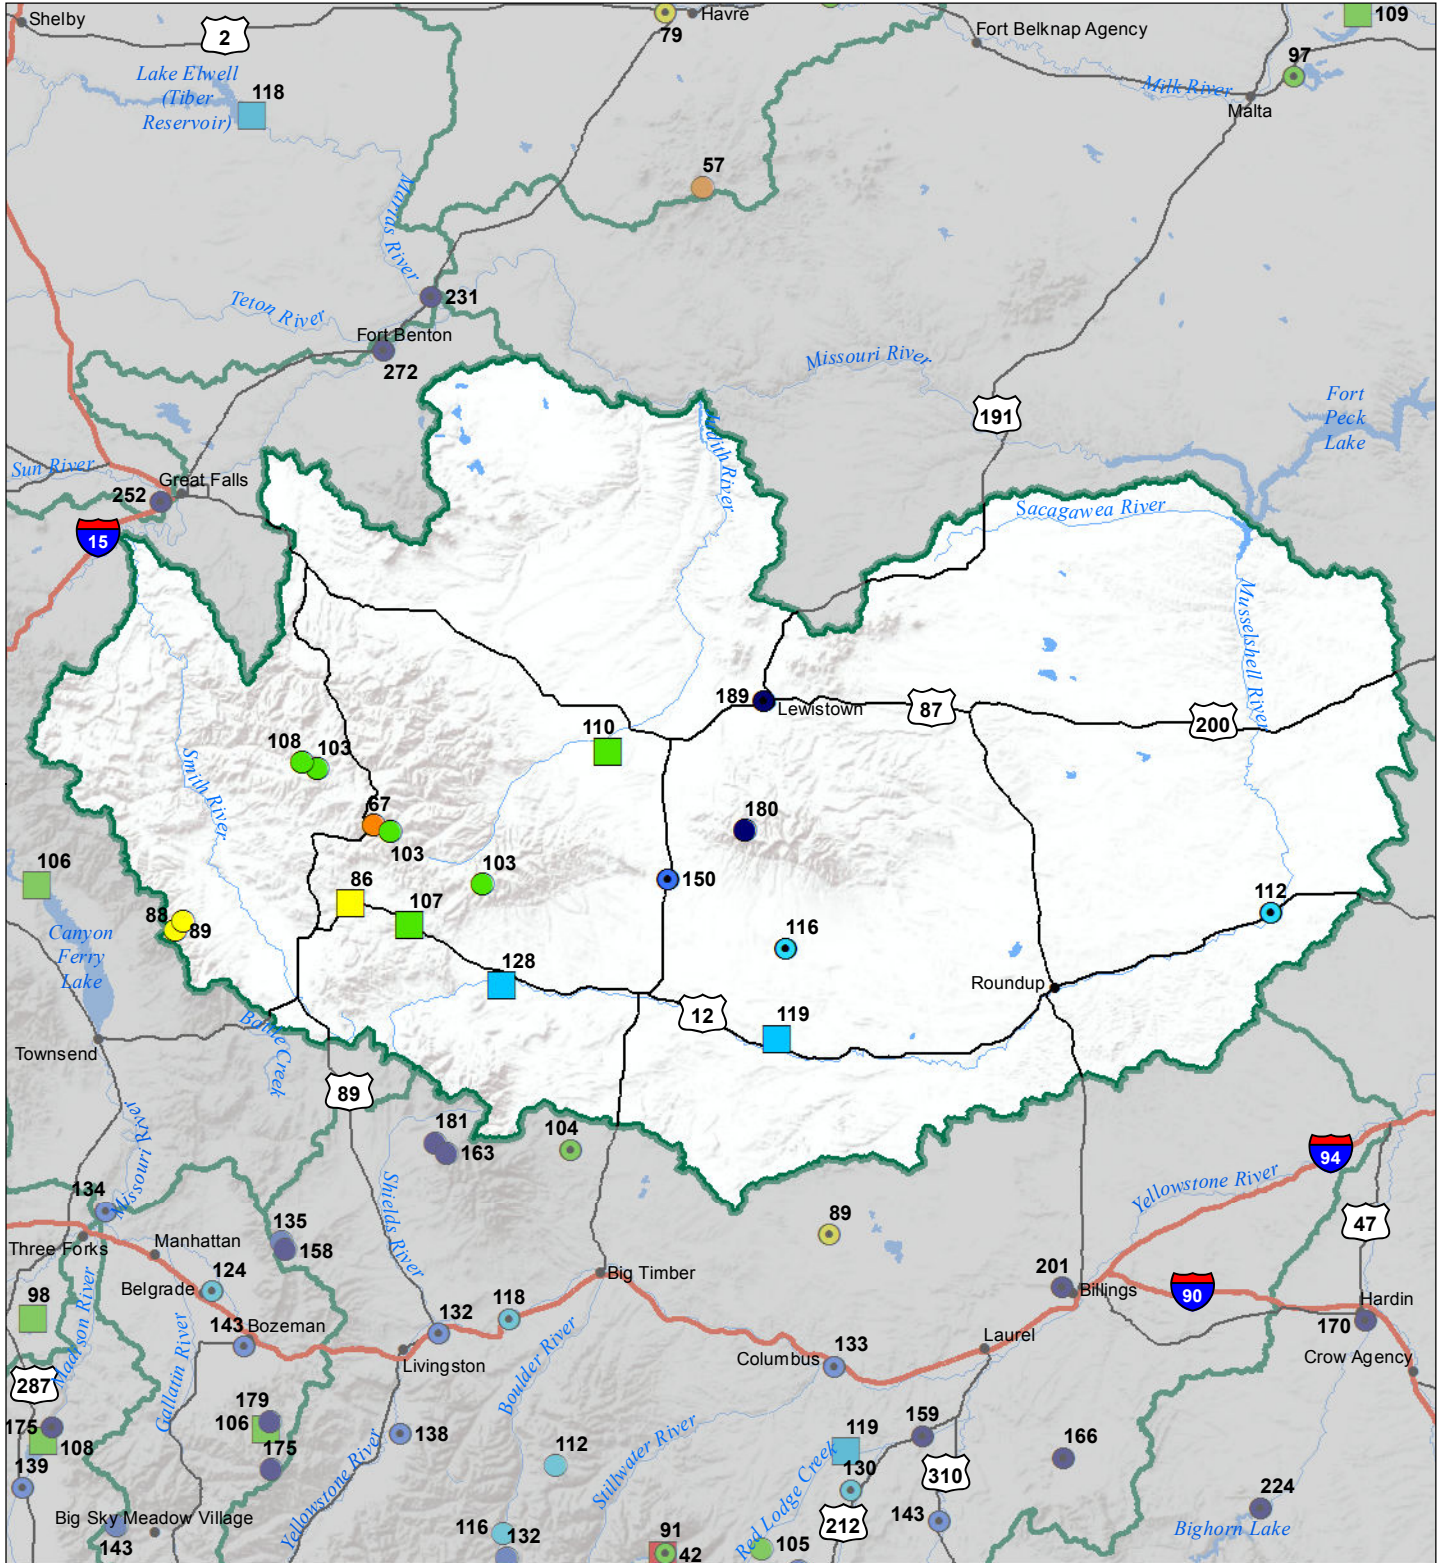 Shelby
2
79
Havre
Fort Belknap Agency
109
97
Milk River
Malta
Lake Elwell
(Tiber
Reservoir)
118
57
Marias River
231
Teton River
Fort Benton
272
Missouri River
191
Fort
Peck
Lake
Judith River
Sun River
Great Falls
252
15
Sacagawea River
Musselshell River
189
Lewistown
87
200
110
108
103
Smith River
67
103
180
106
86
103
150
107
112
88
89
Canyon
Ferry
Lake
116
128
Roundup
12
119
Battle Creek
Townsend
89
Missouri River
181
163
104
94
Shields River
Yellowstone River
134
135
158
89
47
Three Forks
Manhattan
Belgrade
124
Big Timber
201
Billings
90
Hardin
98
Madison River
Gallatin River
143
Bozeman
132
118
Boulder River
170
Livingston
Columbus
133
Laurel
Crow Agency
287
175
108
179
106
175
138
Yellowstone River
112
Stillwater River
119
159
166
139
130
310
224
Red Lodge Creek
212
143
Big Sky Meadow Village
143
116
132
91
42
105
Bighorn Lake